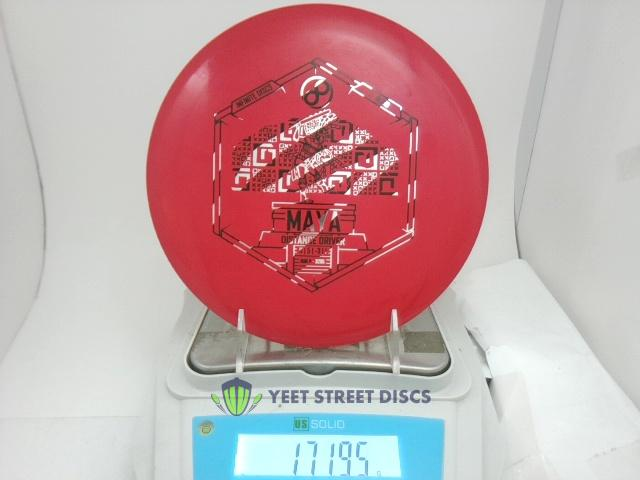 INFINITE DISCS
MAYA
DISTANCE DRIVER
YEET STREET DISCS
US SOLID
171.95 g